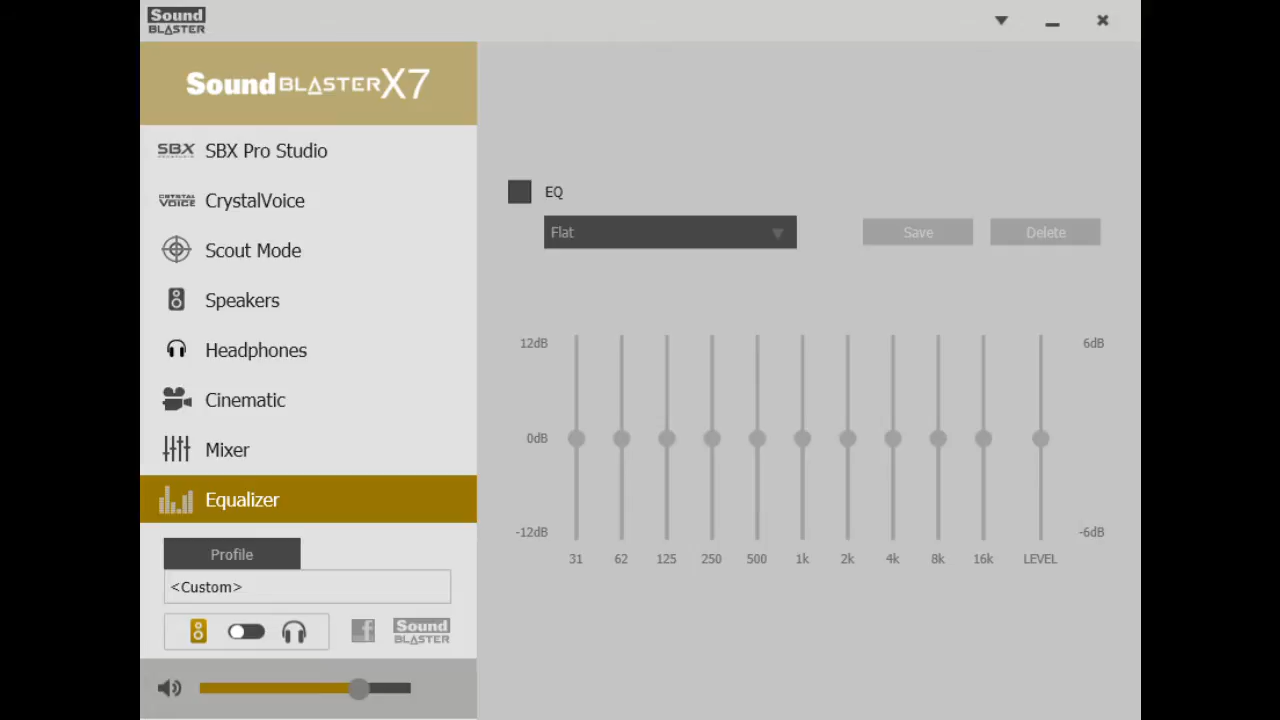 Sound
BLASTER
Sound BLASTER X7
SBX SBX Pro Studio
CRYSTAL
VOICE CrystalVoice
Scout Mode
Speakers
Headphones
Cinematic
Mixer
Equalizer
Profile
<Custom>
f Sound
BLASTER
EQ
Flat Save Delete
12dB 6dB
0dB
-12dB -6dB
31 62 125 250 500 1k 2k 4k 8k 16k LEVEL